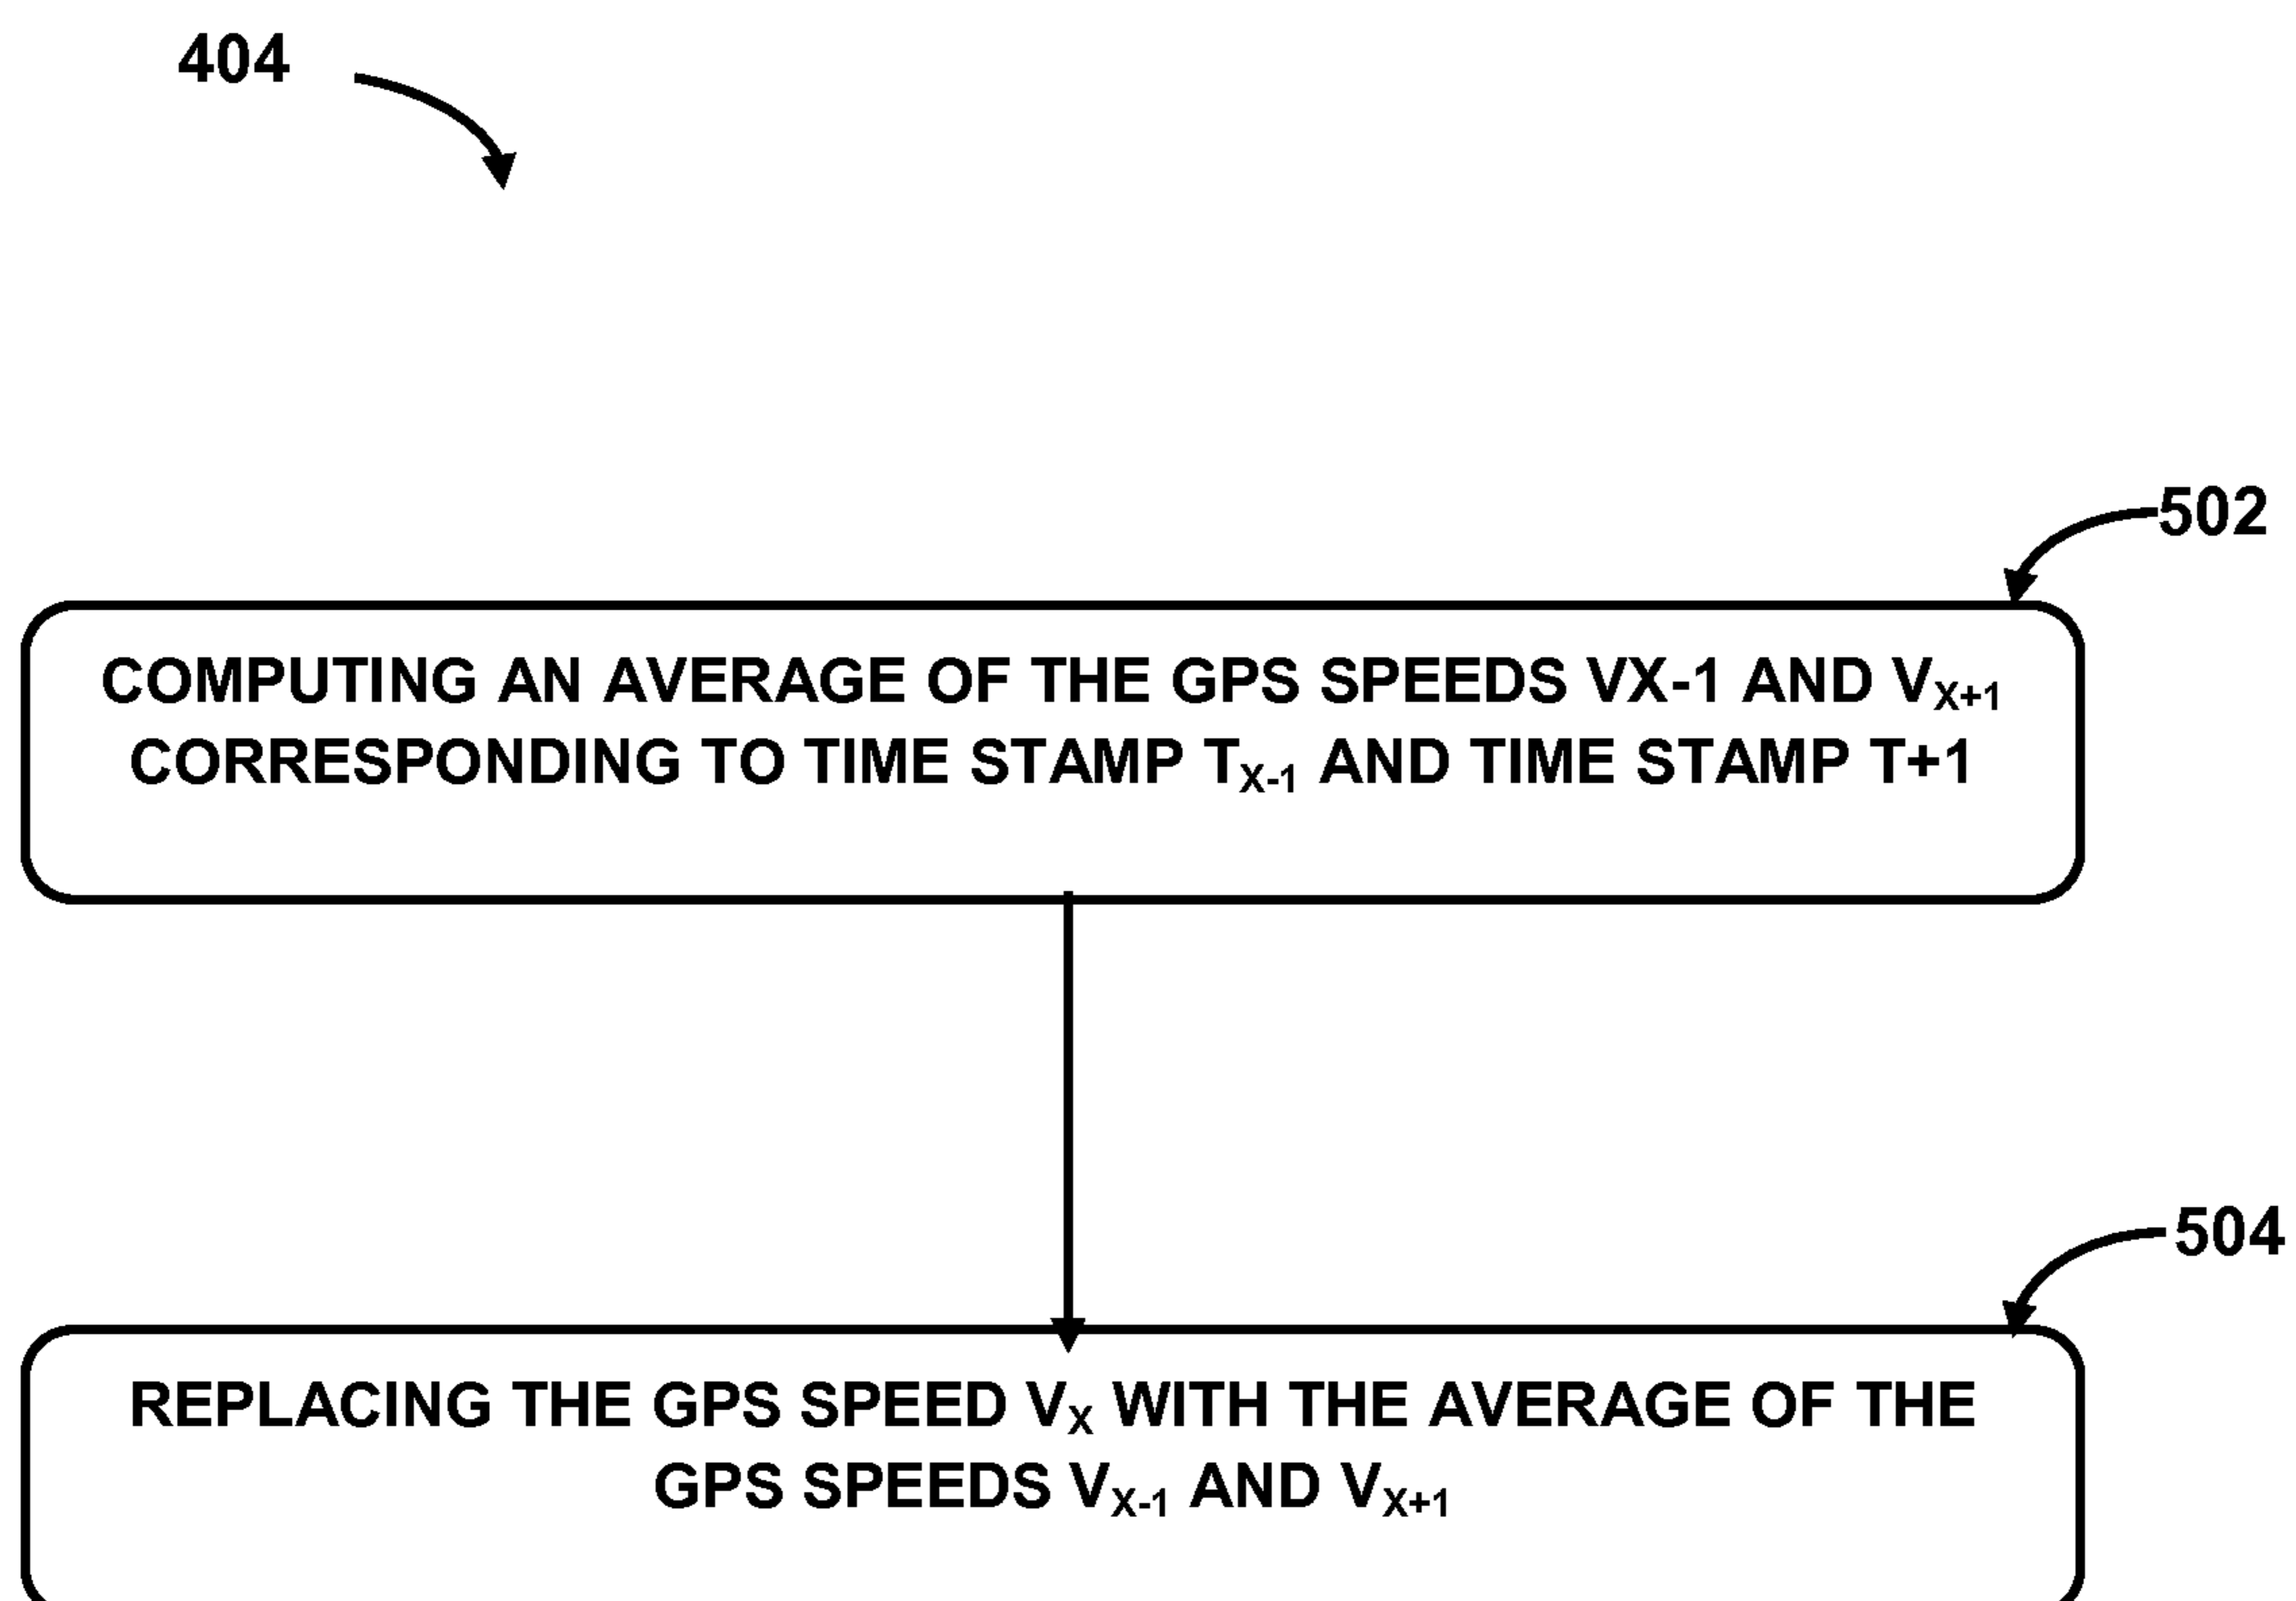 404
502
COMPUTING AN AVERAGE OF THE GPS SPEEDS VX-1 AND Vₓ₊₁
CORRESPONDING TO TIME STAMP Tₓ₋₁ AND TIME STAMP T+1
504
REPLACING THE GPS SPEED Vₓ WITH THE AVERAGE OF THE
GPS SPEEDS Vₓ₋₁ AND Vₓ₊₁